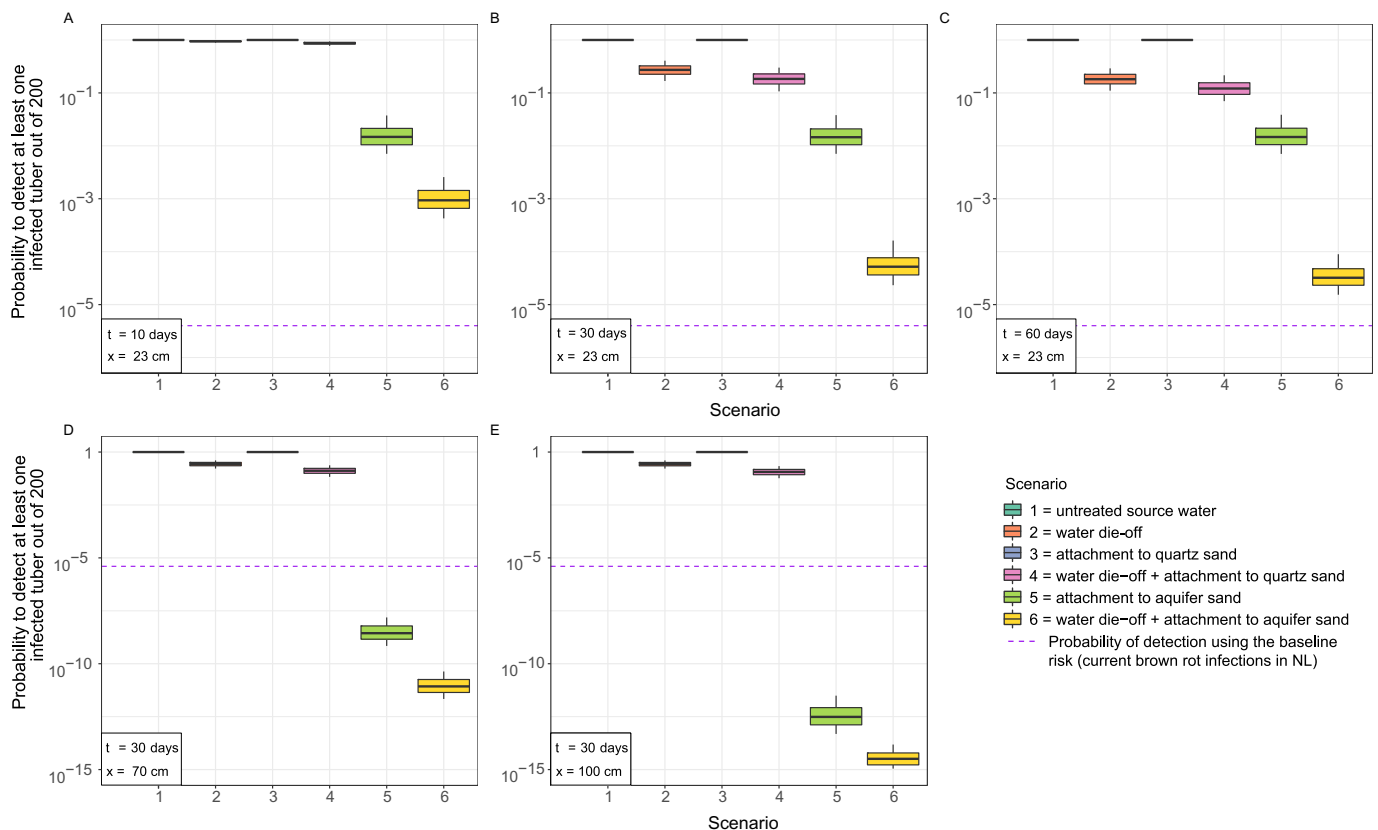 A
B
C
Probability to detect at least one
infected tuber out of 200
10−1
10−3
10−5
t = 10 days
x = 23 cm
1 2 3 4 5 6
10−1
10−3
10−5
t = 30 days
x = 23 cm
1 2 3 4 5 6
10−1
10−3
10−5
t = 60 days
x = 23 cm
1 2 3 4 5 6
Scenario
D
E
Probability to detect at least one
infected tuber out of 200
1
10−5
10−10
10−15
t = 30 days
x = 70 cm
1 2 3 4 5 6
1
10−5
10−10
10−15
t = 30 days
x = 100 cm
1 2 3 4 5 6
Scenario
Scenario
1 = untreated source water
2 = water die−off
3 = attachment to quartz sand
4 = water die−off + attachment to quartz sand
5 = attachment to aquifer sand
6 = water die−off + attachment to aquifer sand
Probability of detection using the baseline
risk (current brown rot infections in NL)